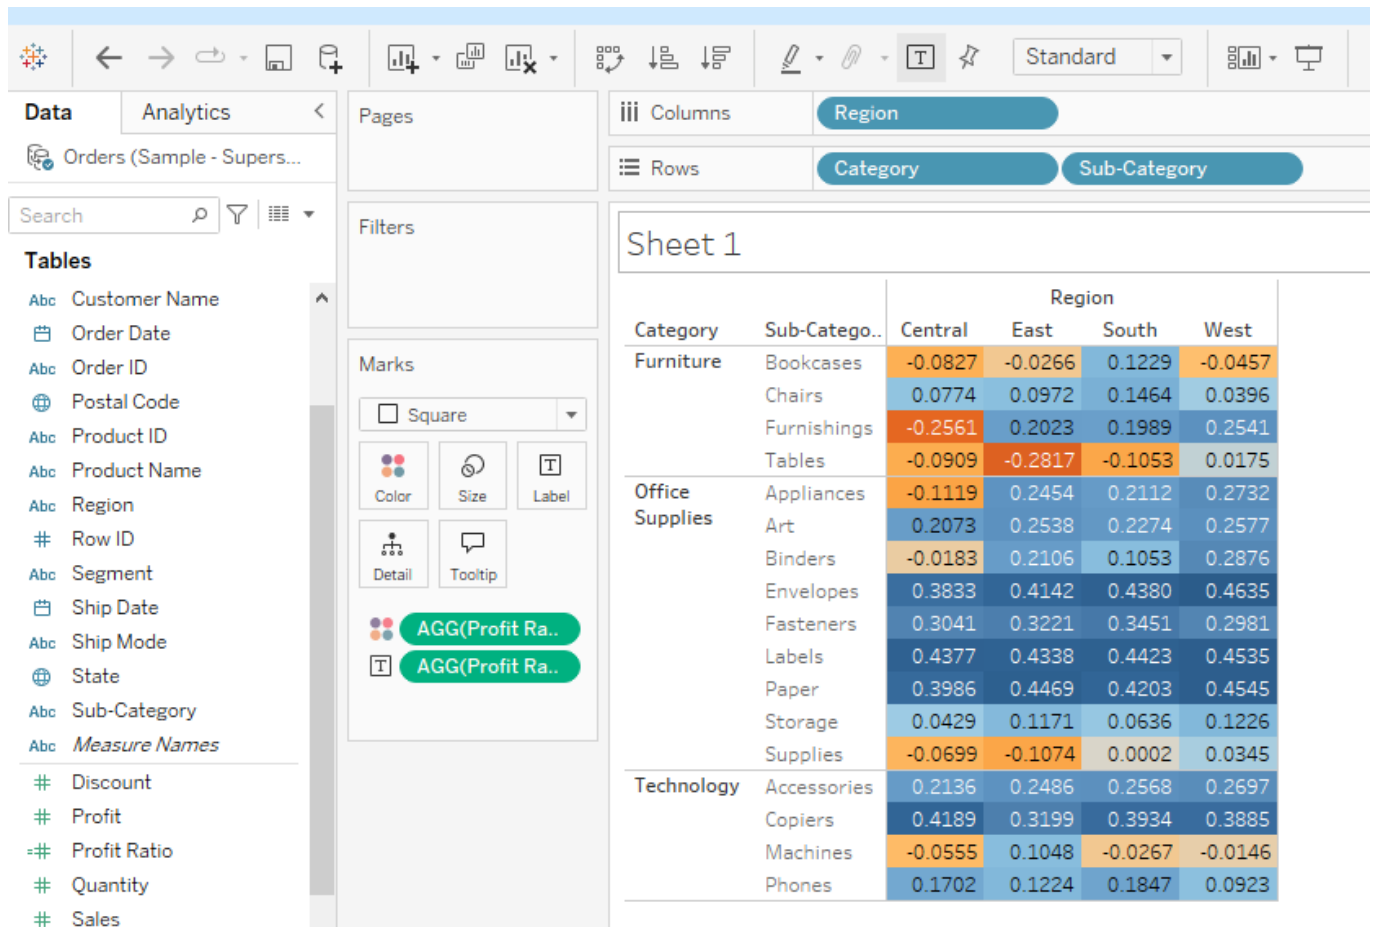 Standard
Data
Analytics
Orders (Sample - Supers...
Search
Tables
Abc Customer Name
Order Date
Abc Order ID
Postal Code
Abc Product ID
Abc Product Name
Abc Region
# Row ID
Abc Segment
Ship Date
Abc Ship Mode
State
Abc Sub-Category
Abc Measure Names
# Discount
# Profit
=# Profit Ratio
# Quantity
# Sales
Pages
Filters
Marks
Square
Color Size Label
Detail Tooltip
AGG(Profit Ra..
AGG(Profit Ra..
Columns Region
Rows Category Sub-Category
Sheet 1
Region
Category Sub-Catego.. Central East South West
Furniture Bookcases -0.0827 -0.0266 0.1229 -0.0457
Chairs 0.0774 0.0972 0.1464 0.0396
Furnishings -0.2561 0.2023 0.1989 0.2541
Tables -0.0909 -0.2817 -0.1053 0.0175
Office Supplies Appliances -0.1119 0.2454 0.2112 0.2732
Art 0.2073 0.2538 0.2274 0.2577
Binders -0.0183 0.2106 0.1053 0.2876
Envelopes 0.3833 0.4142 0.4380 0.4635
Fasteners 0.3041 0.3221 0.3451 0.2981
Labels 0.4377 0.4338 0.4423 0.4535
Paper 0.3986 0.4469 0.4203 0.4545
Storage 0.0429 0.1171 0.0636 0.1226
Supplies -0.0699 -0.1074 0.0002 0.0345
Technology Accessories 0.2136 0.2486 0.2568 0.2697
Copiers 0.4189 0.3199 0.3934 0.3885
Machines -0.0555 0.1048 -0.0267 -0.0146
Phones 0.1702 0.1224 0.1847 0.0923